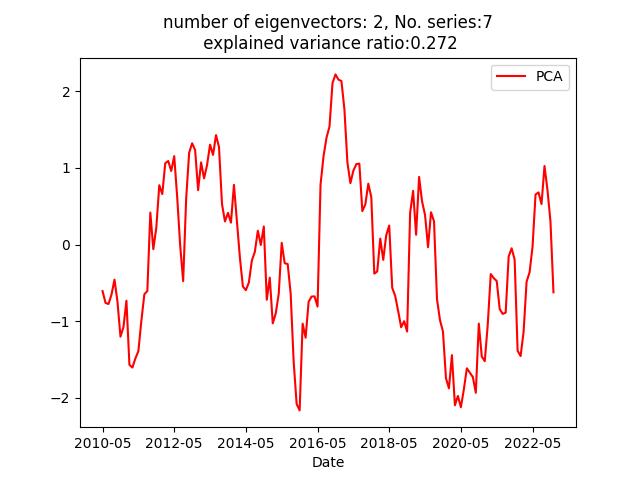 number of eigenvectors: 2, No. series:7
explained variance ratio:0.272
PCA
2
1
0
−1
−2
2010-05 2012-05 2014-05 2016-05 2018-05 2020-05 2022-05
Date